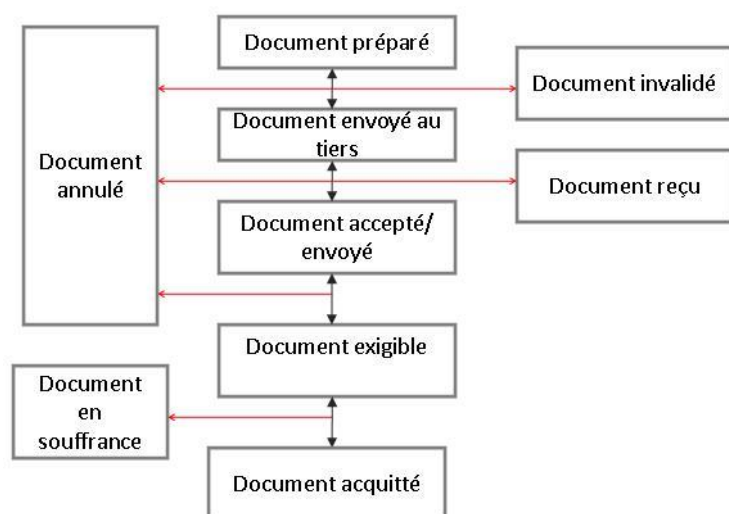 Document préparé
Document invalidé
Document envoyé au
tiers
Document
annulé
Document reçu
Document accepté/
envoyé
Document exigible
Document
en
souffrance
Document acquitté